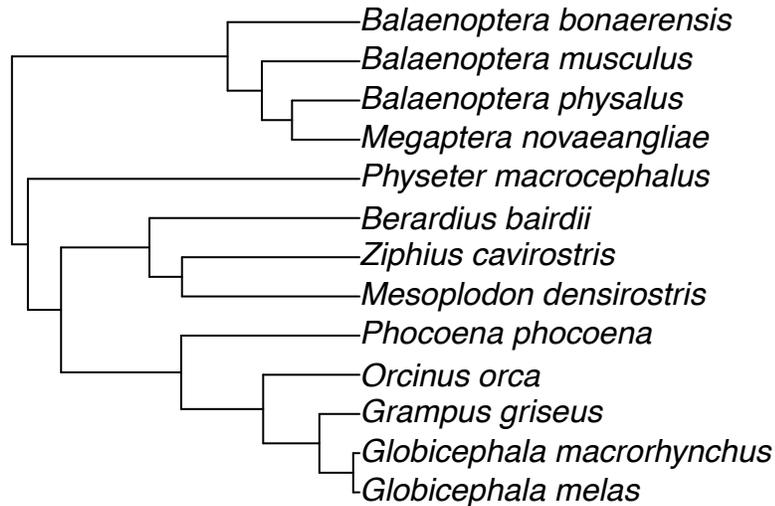 Balaenoptera bonaerensis
Balaenoptera musculus
Balaenoptera physalus
Megaptera novaeangliae
Physeter macrocephalus
Berardius bairdii
Ziphius cavirostris
Mesoplodon densirostris
Phocoena phocoena
Orcinus orca
Grampus griseus
Globicephala macrorhynchus
Globicephala melas